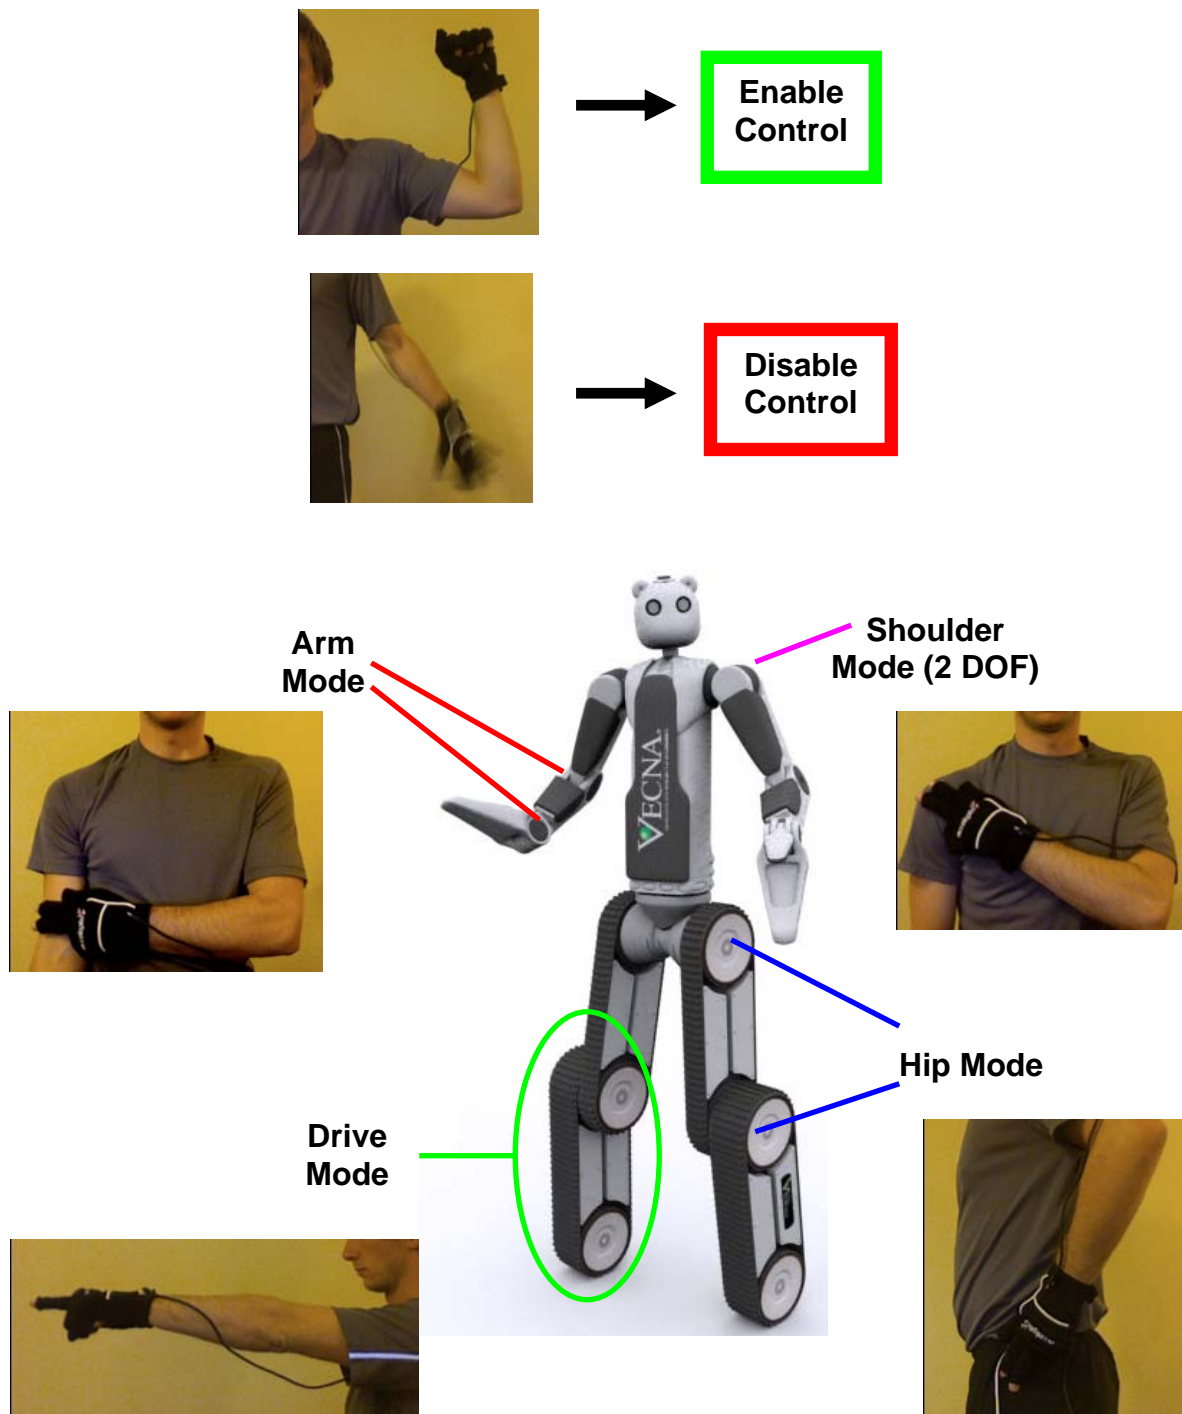 Enable
Control
Disable
Control
Arm
Mode
Shoulder
Mode (2 DOF)
VECNA
Hip Mode
Drive
Mode